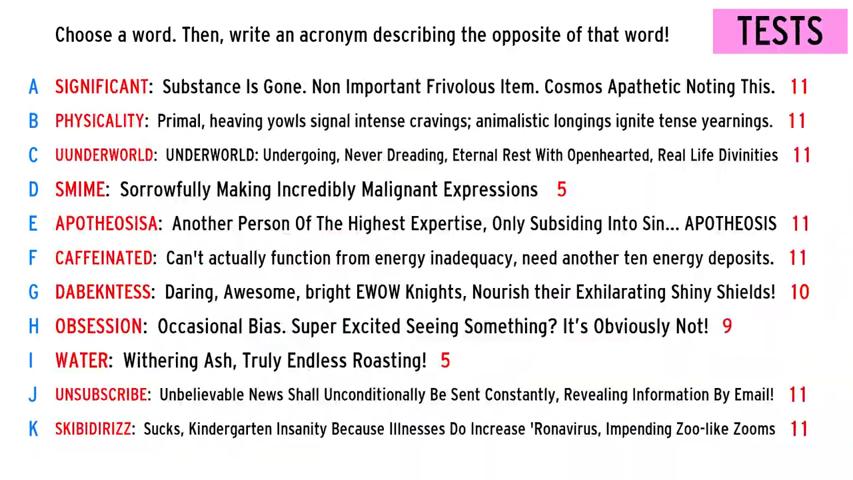 Choose a word. Then, write an acronym describing the opposite of that word!
TESTS
A SIGNIFICANT: Substance Is Gone. Non Important Frivolous Item. Cosmos Apathetic Noting This. 11
B PHYSICALITY: Primal, heaving yowls signal intense cravings; animalistic longings ignite tense yearnings. 11
C UUNDERWORLD: UNDERWORLD: Undergoing, Never Dreading, Eternal Rest With Openhearted, Real Life Divinities 11
D SMIME: Sorrowfully Making Incredibly Malignant Expressions 5
E APOTHEOSISA: Another Person Of The Highest Expertise, Only Subsiding Into Sin... APOTHEOSIS 11
F CAFFEINATED: Can't actually function from energy inadequacy, need another ten energy deposits. 11
G DABEKNTESS: Daring, Awesome, bright EWOW Knights, Nourish their Exhilarating Shiny Shields! 10
H OBSESSION: Occasional Bias. Super Excited Seeing Something? It's Obviously Not! 9
I WATER: Withering Ash, Truly Endless Roasting! 5
J UNSUBSCRIBE: Unbelievable News Shall Unconditionally Be Sent Constantly, Revealing Information By Email! 11
K SKIBIDIRIZZ: Sucks, Kindergarten Insanity Because Illnesses Do Increase 'Ronavirus, Impending Zoo-like Zooms 11